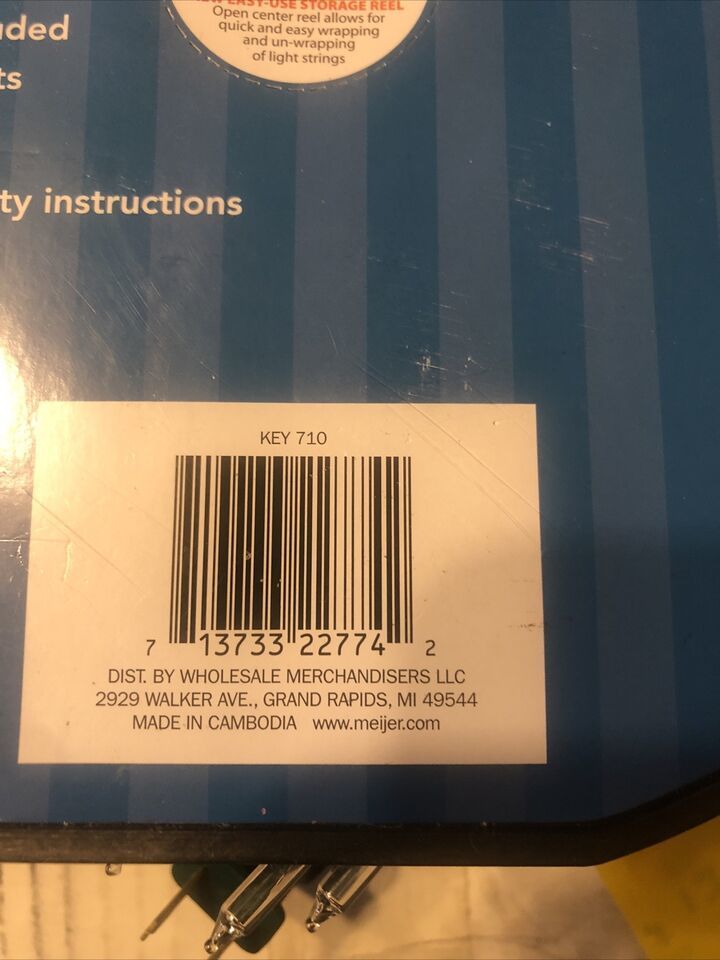 EASY-USE STORAGE REEL
Open center reel allows for
quick and easy wrapping
and un-wrapping
of light strings
uded
ts
ty instructions
KEY 710
7 13733 22774 2
DIST. BY WHOLESALE MERCHANDISERS LLC
2929 WALKER AVE., GRAND RAPIDS, MI 49544
MADE IN CAMBODIA www.meijer.com